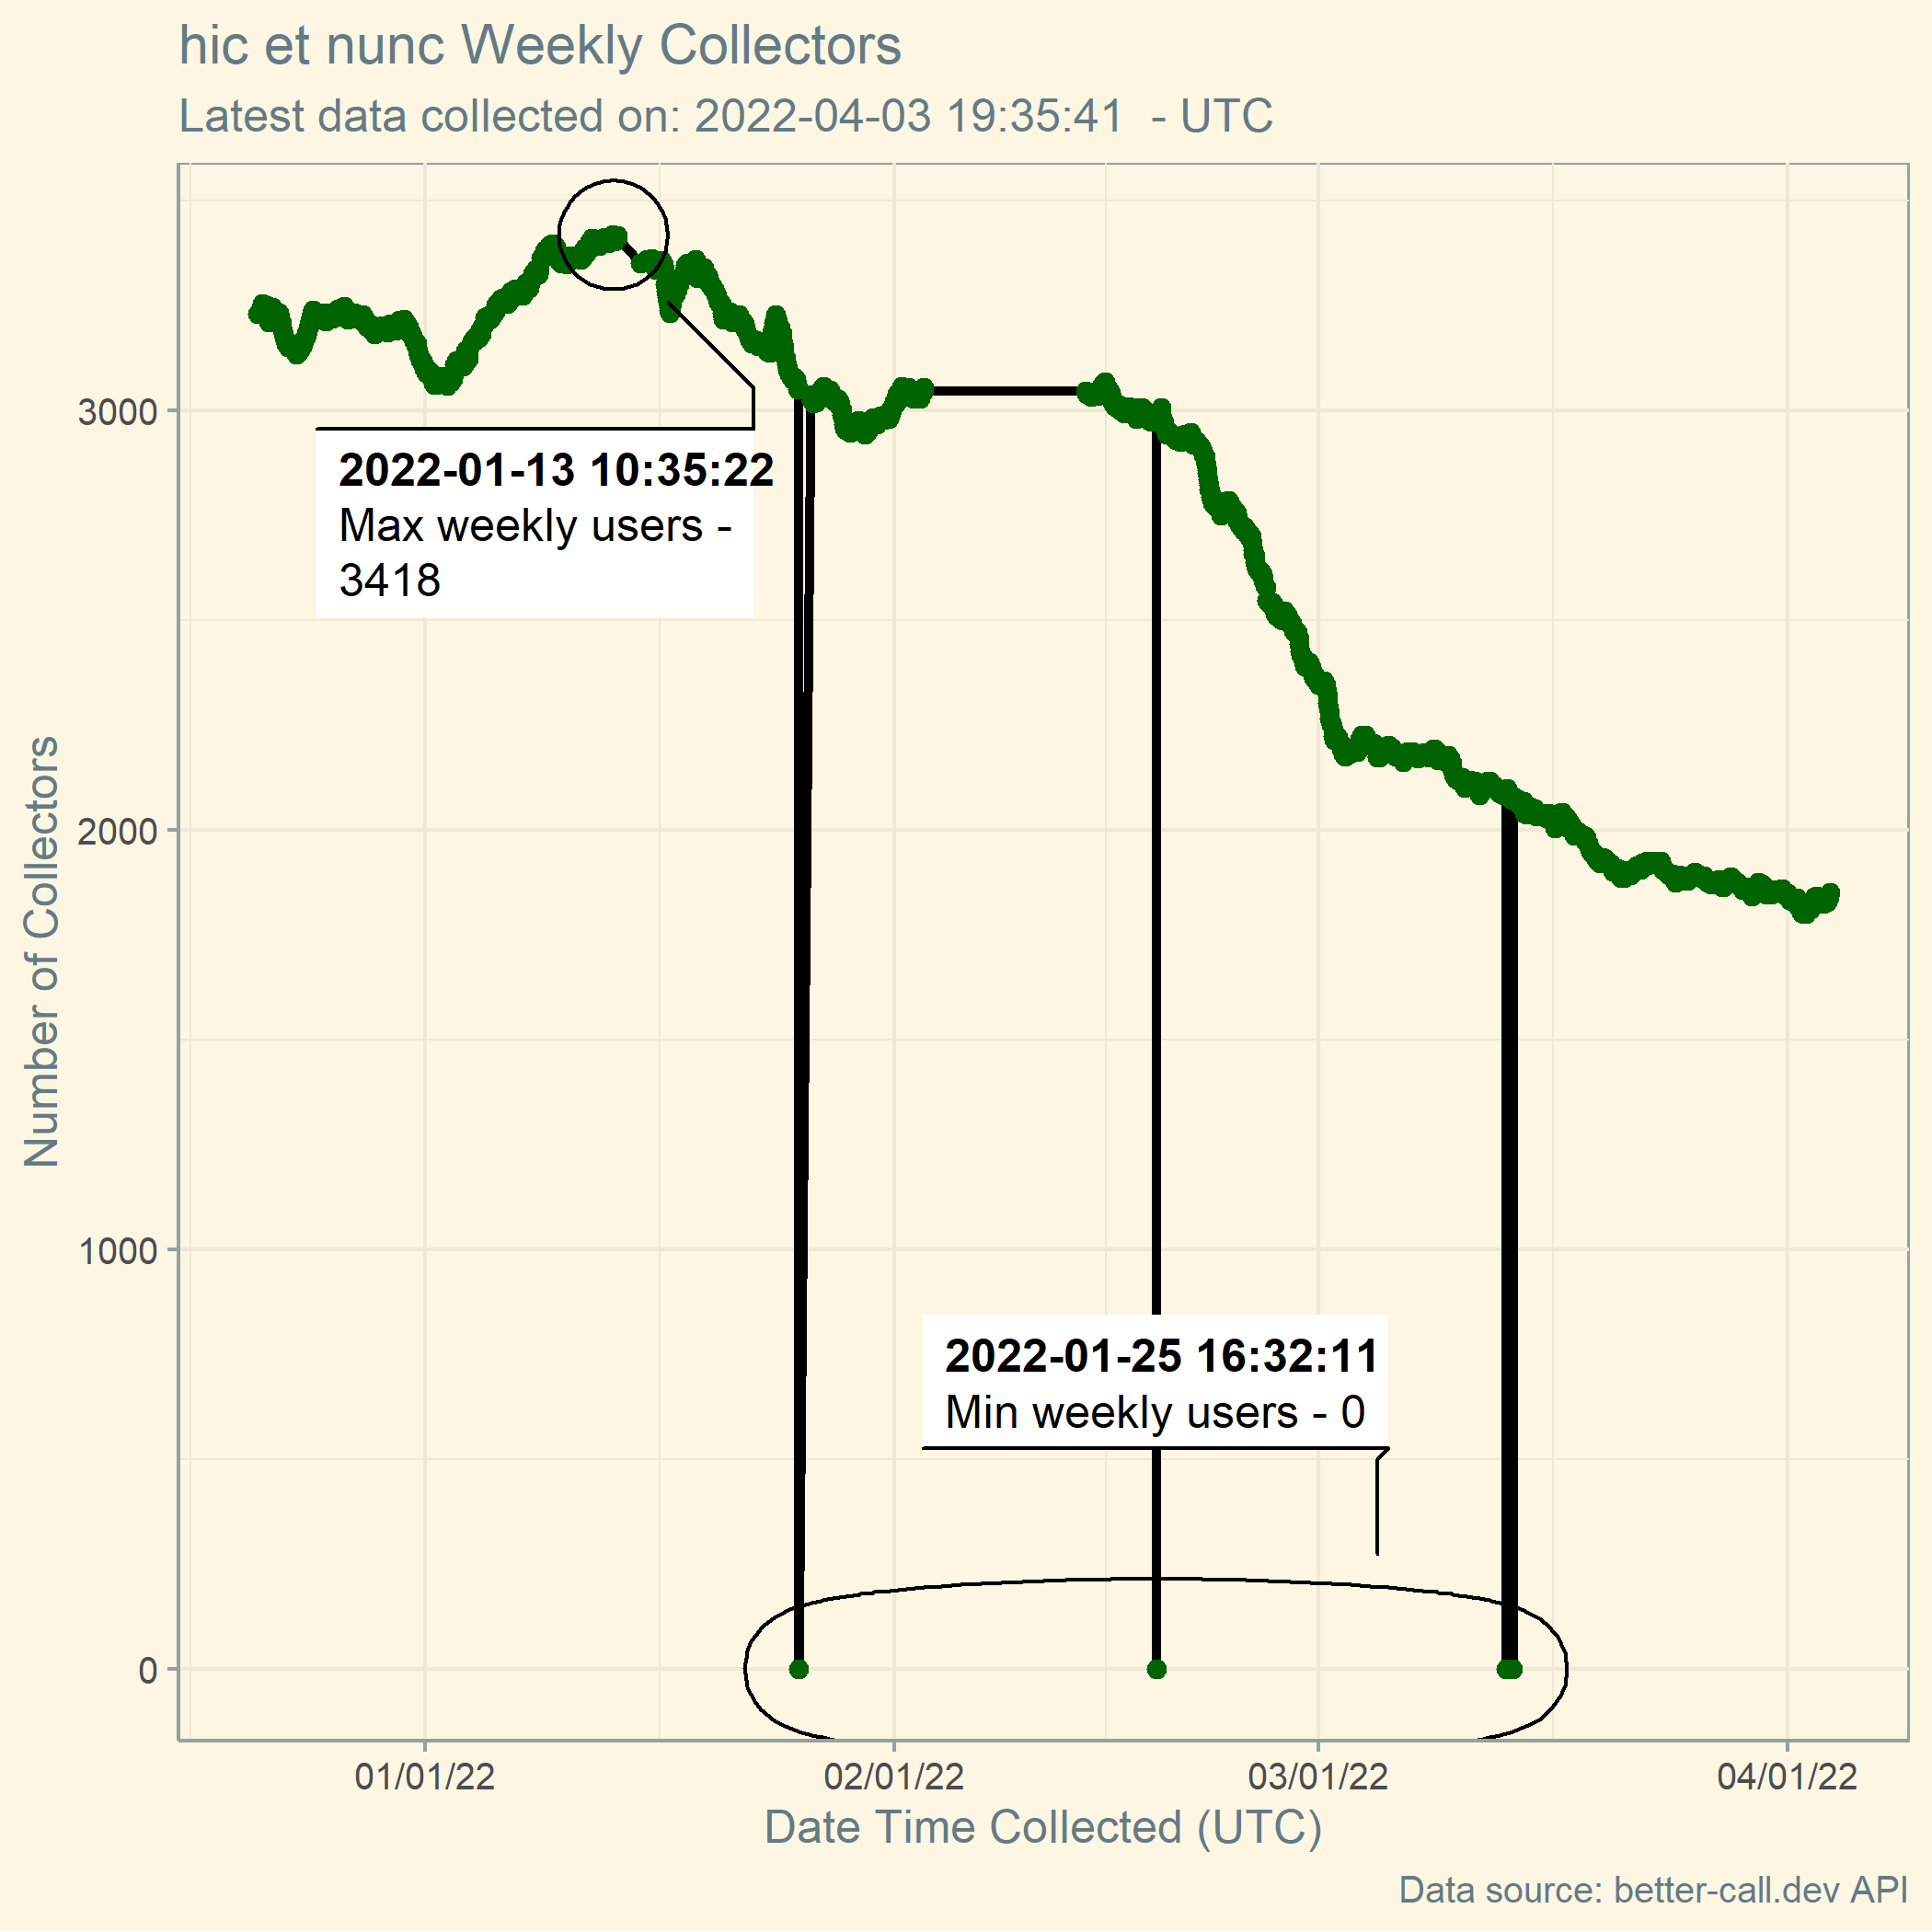 hic et nunc Weekly Collectors
Latest data collected on: 2022-04-03 19:35:41  - UTC
Number of Collectors
3000
2000
1000
0
2022-01-13 10:35:22
Max weekly users -
3418
2022-01-25 16:32:11
Min weekly users - 0
01/01/22
02/01/22
03/01/22
04/01/22
Date Time Collected (UTC)
Data source: better-call.dev API